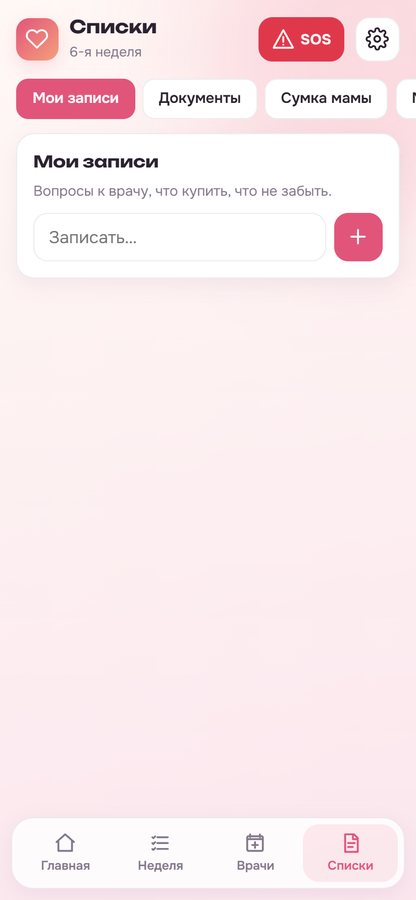 Списки
6-я неделя
SOS
Мои записи
Документы
Сумка мамы
Мои записи
Вопросы к врачу, что купить, что не забыть.
Записать...
Главная
Неделя
Врачи
Списки